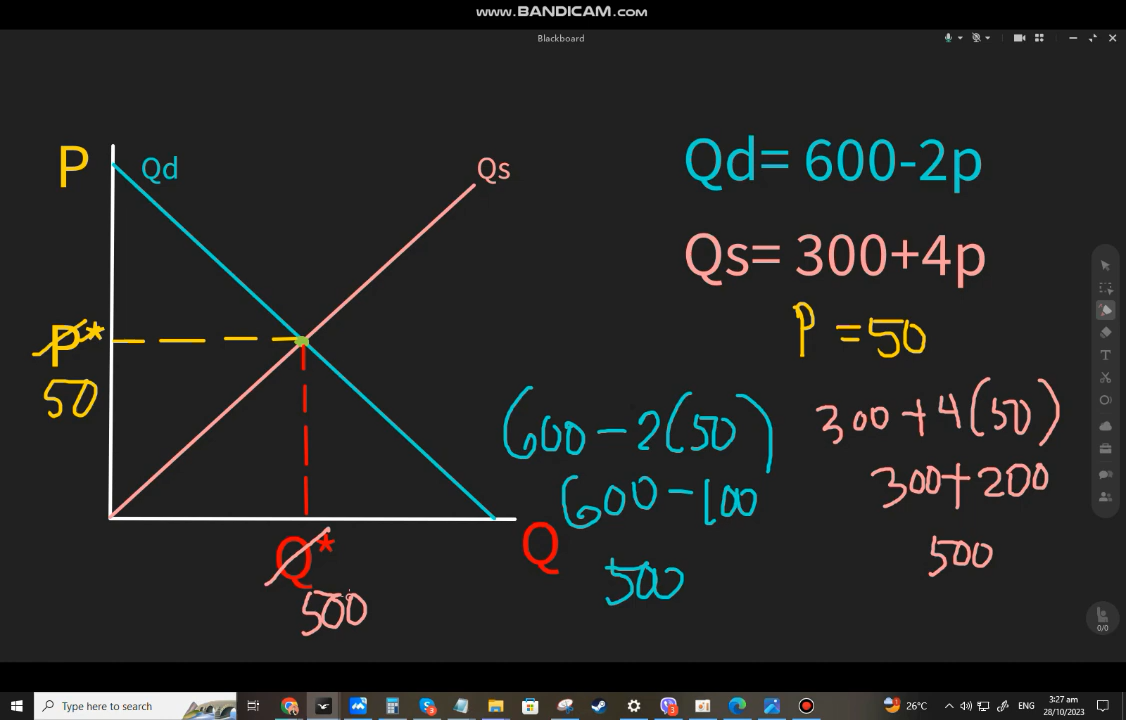 www.BANDICAM.com
Blackboard
P
Qd
Qs
Qd= 600-2p
Qs= 300+4p
P = 50
P*
50
600 - 2(50)
600 - 100
500
300 + 4(50)
300 + 200
500
Q*
500
Q
0/0
Type here to search
26°C
ENG
3:27 am
28/10/2023